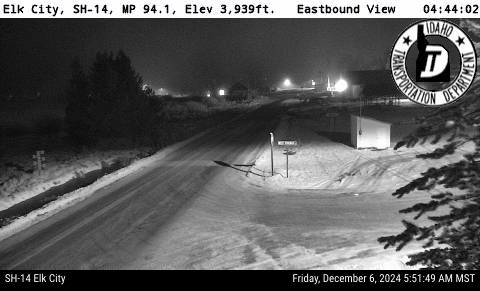 Elk City, SH-14, MP 94.1, Elev 3,939ft. Eastbound View 04:44:02
IDAHO
TRANSPORTATION DEPARTMENT
SH-14 Elk City Friday, December 6, 2024 5:51:49 AM MST